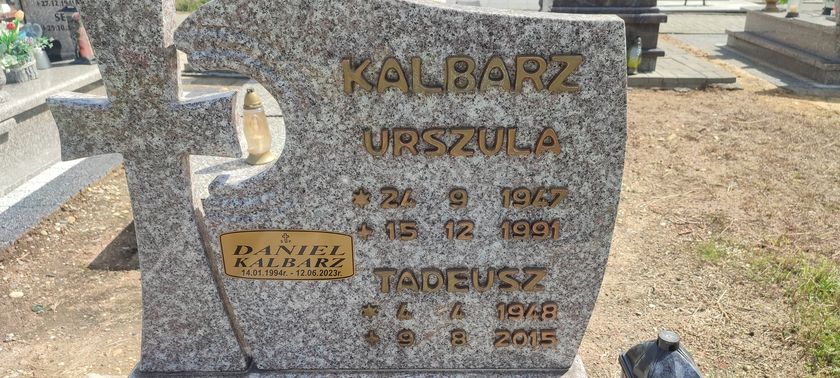 KALBARZ
URSZULA
* 24 9 1947
+ 15 12 1991
DANIEL
KALBARZ
14.01.1994r. - 12.06.2023r.
TADEUSZ
* 4 4 1948
+ 9 8 2015